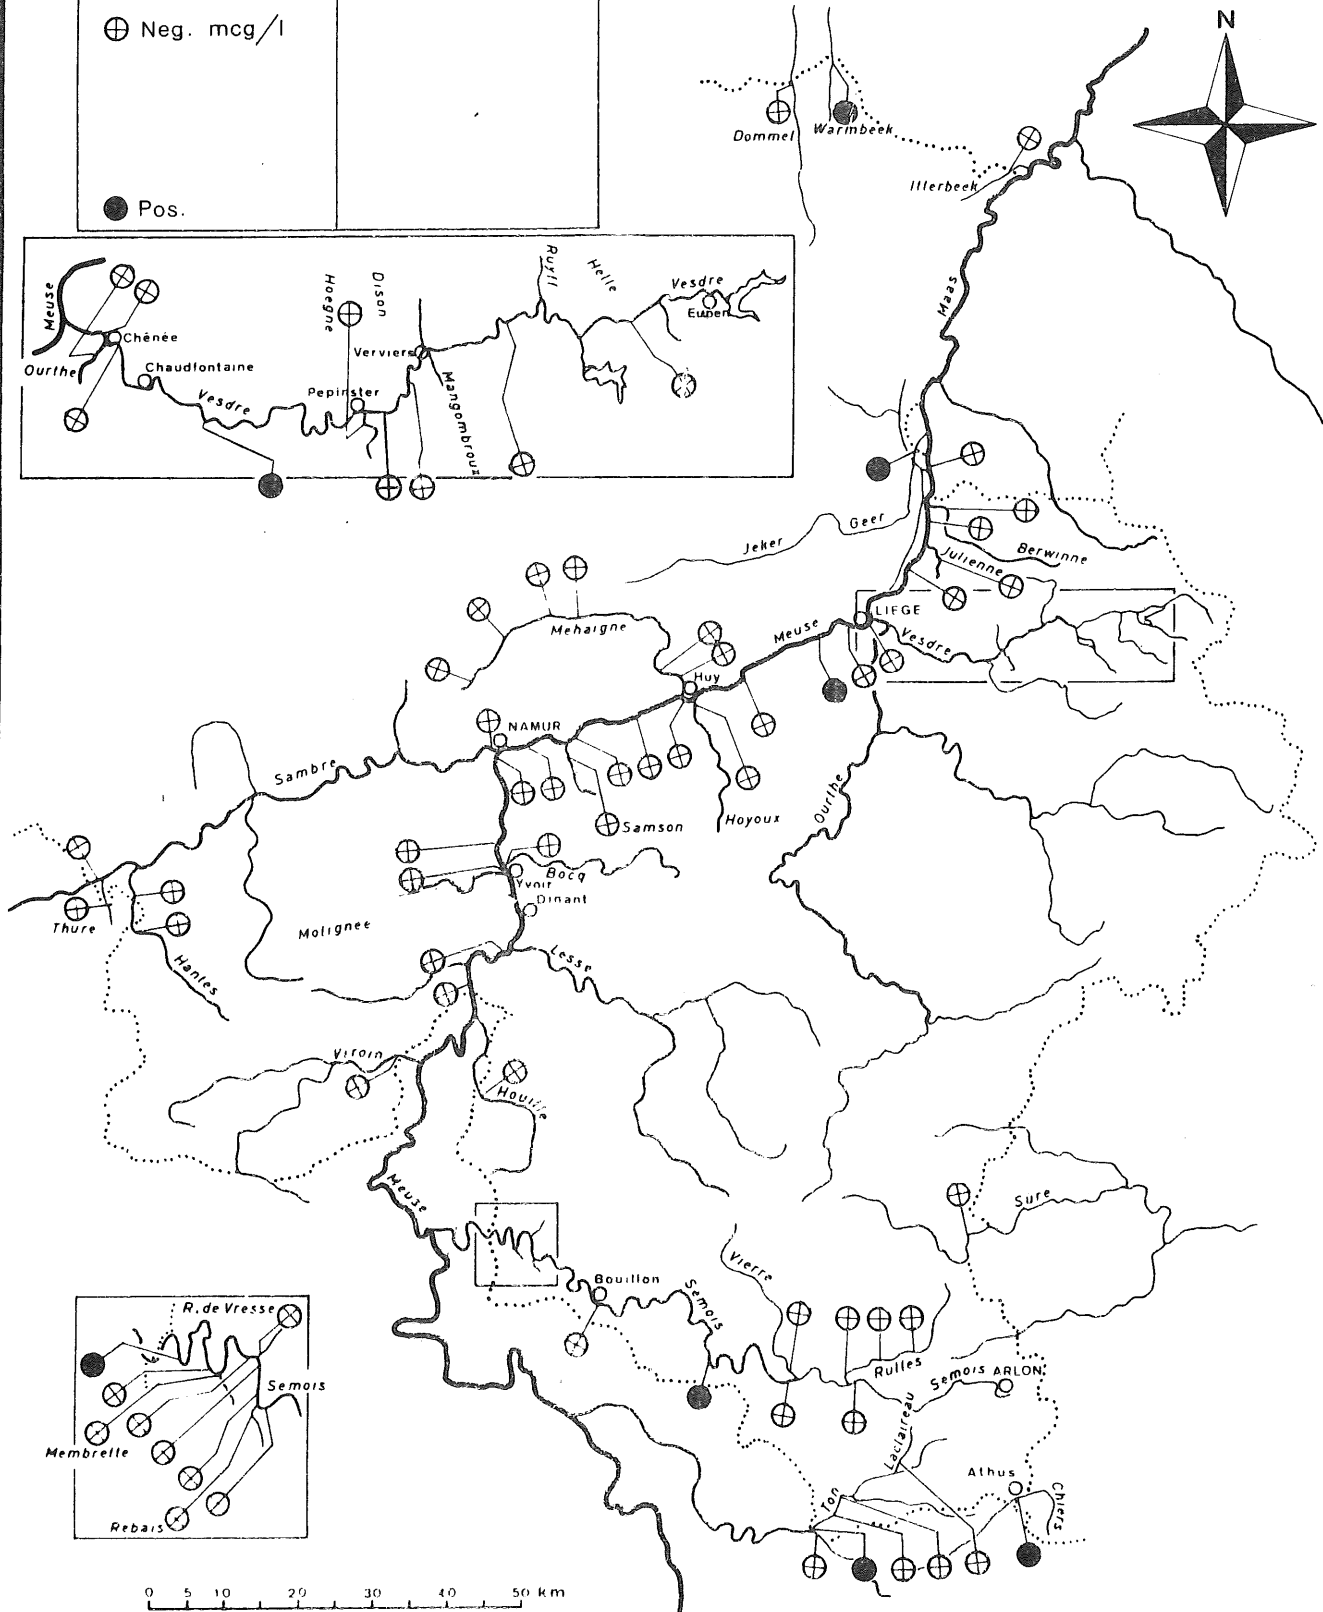 Neg. mcg/l
Pos.
N
Dommel
Warmbeek
Itterbeek
Maas
Meuse
Ourthe
Chênée
Chaudfontaine
Vesdre
Hoegne
Dison
Pepinster
Verviers
Mangombroux
Ruyff
Helle
Vesdre
Eupen
Jeker
Geer
Berwinne
Julienne
LIEGE
Vesdre
Meuse
Mehaigne
Huy
NAMUR
Sambre
Samson
Hoyoux
Ourthe
Bocq
Yvoir
Dinant
Molignee
Thure
Hantes
Lesse
Viroin
Houille
Meuse
Sure
Vierre
Bouillon
Semois
Rulles
Semois
ARLON
Laclaireau
Ton
Athus
Chiers
R. de Vresse
Semois
Membrette
Rebais
0 5 10 20 30 40 50 km